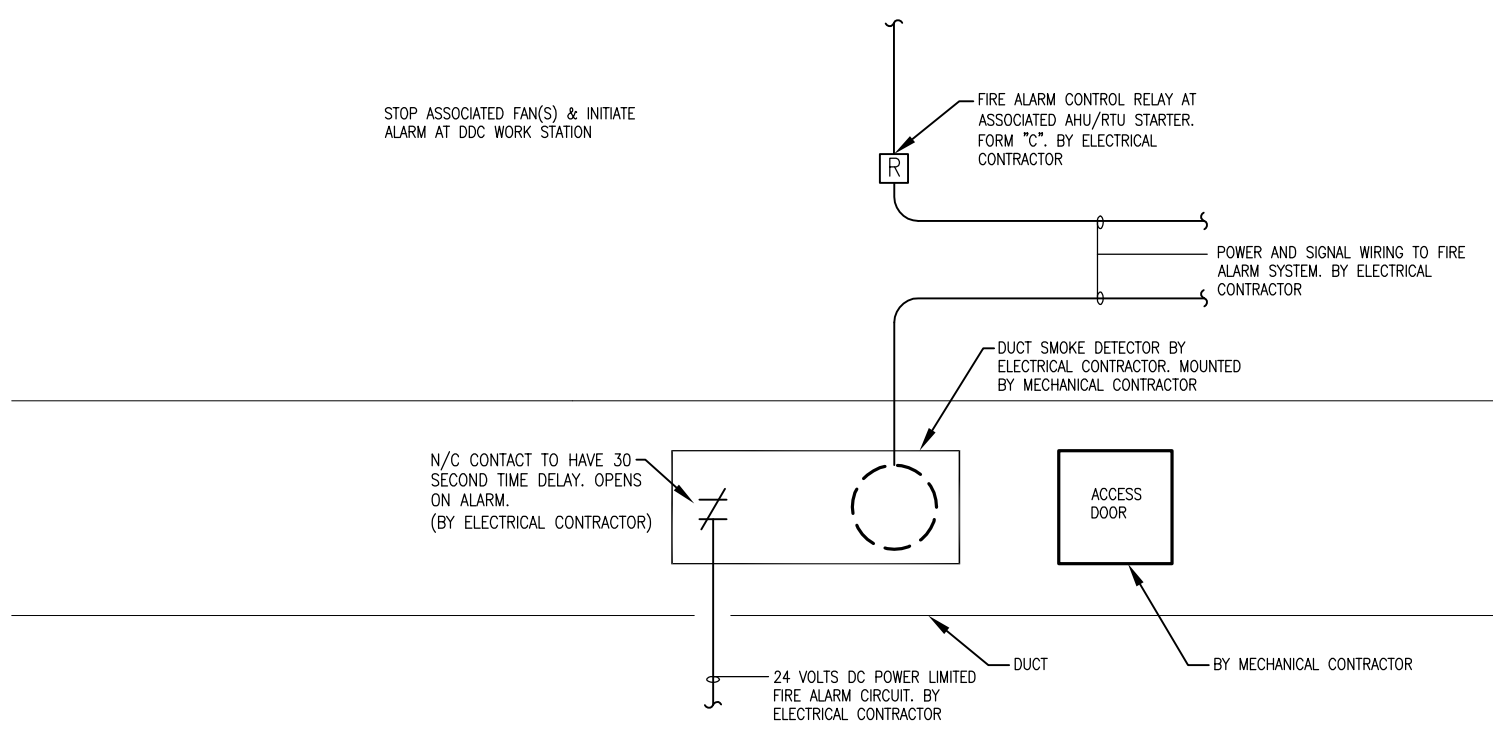 STOP ASSOCIATED FAN(S) & INITIATE
ALARM AT DDC WORK STATION
FIRE ALARM CONTROL RELAY AT
ASSOCIATED AHU/RTU STARTER.
FORM "C". BY ELECTRICAL
CONTRACTOR
R
POWER AND SIGNAL WIRING TO FIRE
ALARM SYSTEM. BY ELECTRICAL
CONTRACTOR
DUCT SMOKE DETECTOR BY
ELECTRICAL CONTRACTOR. MOUNTED
BY MECHANICAL CONTRACTOR
N/C CONTACT TO HAVE 30
SECOND TIME DELAY. OPENS
ON ALARM.
(BY ELECTRICAL CONTRACTOR)
ACCESS
DOOR
DUCT
BY MECHANICAL CONTRACTOR
24 VOLTS DC POWER LIMITED
FIRE ALARM CIRCUIT. BY
ELECTRICAL CONTRACTOR